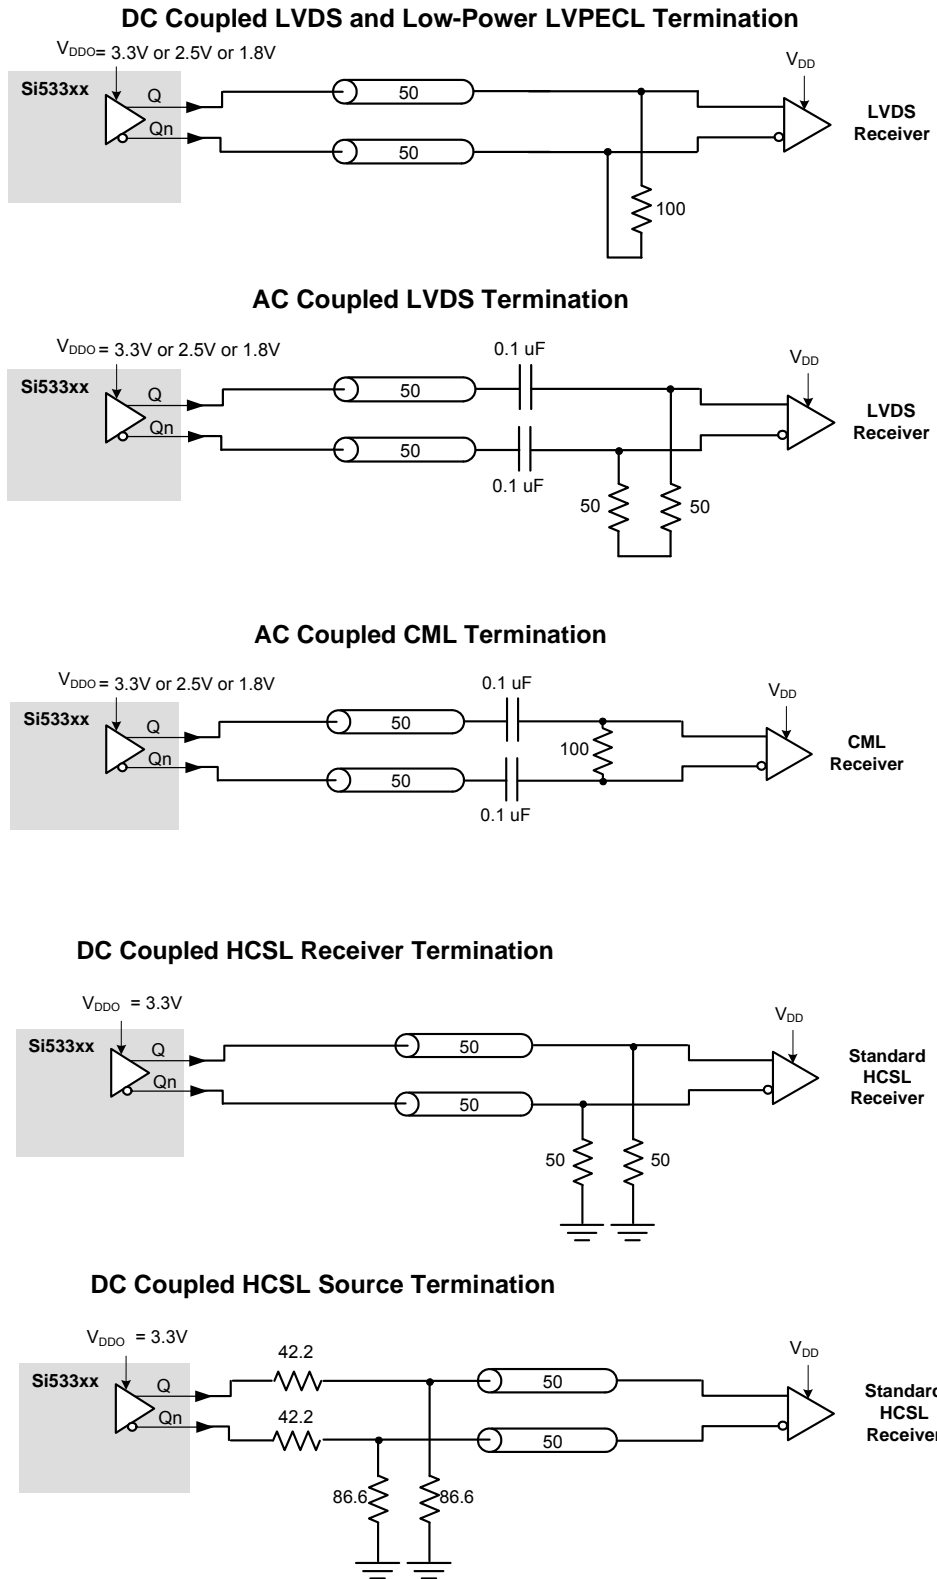 DC Coupled LVDS and Low-Power LVPECL Termination
VDDO= 3.3V or 2.5V or 1.8V
VDD
Si533xx
Q
50
LVDS
Receiver
Qn
50
100
AC Coupled LVDS Termination
VDDO= 3.3V or 2.5V or 1.8V
0.1 uF
VDD
Si533xx
Q
50
LVDS
Receiver
Qn
50
0.1 uF
50
50
AC Coupled CML Termination
VDDO= 3.3V or 2.5V or 1.8V
0.1 uF
VDD
Si533xx
Q
50
100
CML
Receiver
Qn
50
0.1 uF
DC Coupled HCSL Receiver Termination
VDDO = 3.3V
VDD
Si533xx
Q
50
Standard
HCSL
Receiver
Qn
50
50
50
DC Coupled HCSL Source Termination
VDDO = 3.3V
42.2
VDD
Si533xx
Q
50
Standard
HCSL
Receiver
Qn
42.2
50
86.6
86.6